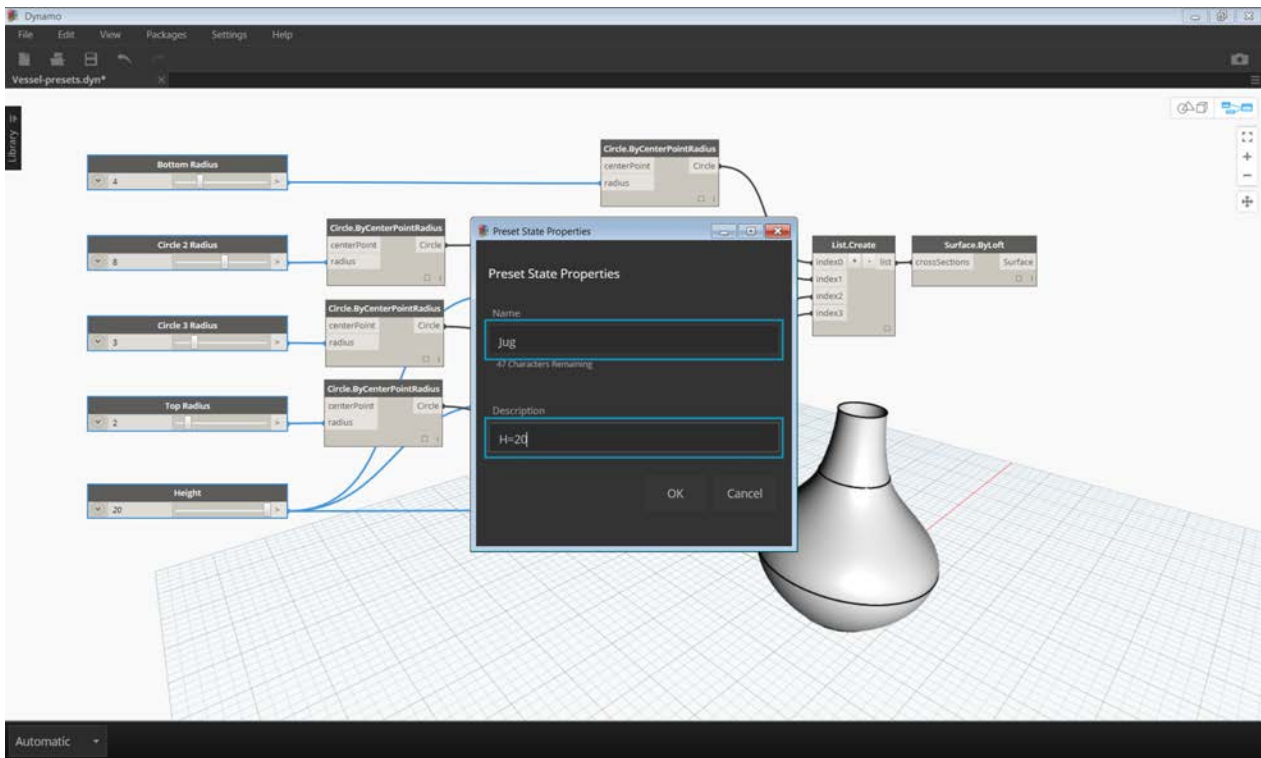 Dynamo
File Edit View Packages Settings Help
Vessel-presets.dyn*
Library
Bottom Radius
4
>
Circle.ByCenterPointRadius
centerPoint Circle
radius
Circle 2 Radius
8
>
Circle.ByCenterPointRadius
centerPoint Circle
radius
Circle 3 Radius
3
>
Circle.ByCenterPointRadius
centerPoint Circle
radius
Top Radius
2
>
Circle.ByCenterPointRadius
centerPoint Circle
radius
Height
20
>
Preset State Properties
Preset State Properties
Name
Jug
47 Characters Remaining
Description
H=20
OK Cancel
List.Create
index0 + - list
index1
index2
index3
Surface.ByLoft
crossSections Surface
Automatic